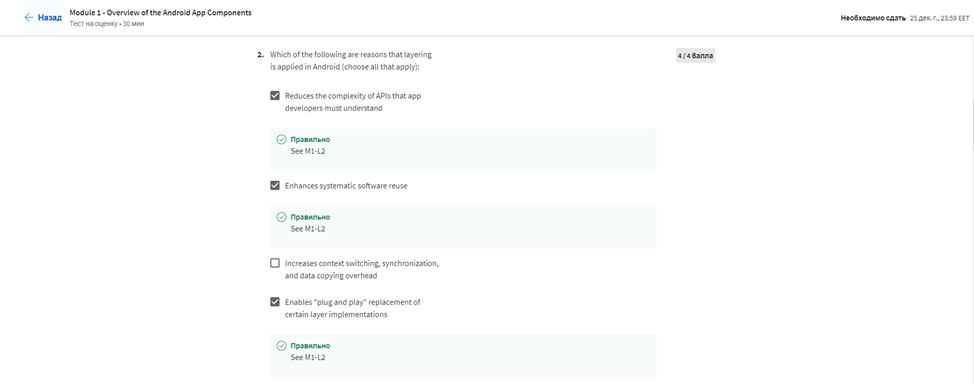 Назад
Module 1 - Overview of the Android App Components
Тест на оценку • 30 мин
Необходимо сдать 25 дек. г., 23:59 EET
2. Which of the following are reasons that layering
is applied in Android (choose all that apply):
4 / 4 балла
Reduces the complexity of APIs that app
developers must understand
Правильно
See M1-L2
Enhances systematic software reuse
Правильно
See M1-L2
Increases context switching, synchronization,
and data copying overhead
Enables "plug and play" replacement of
certain layer implementations
Правильно
See M1-L2